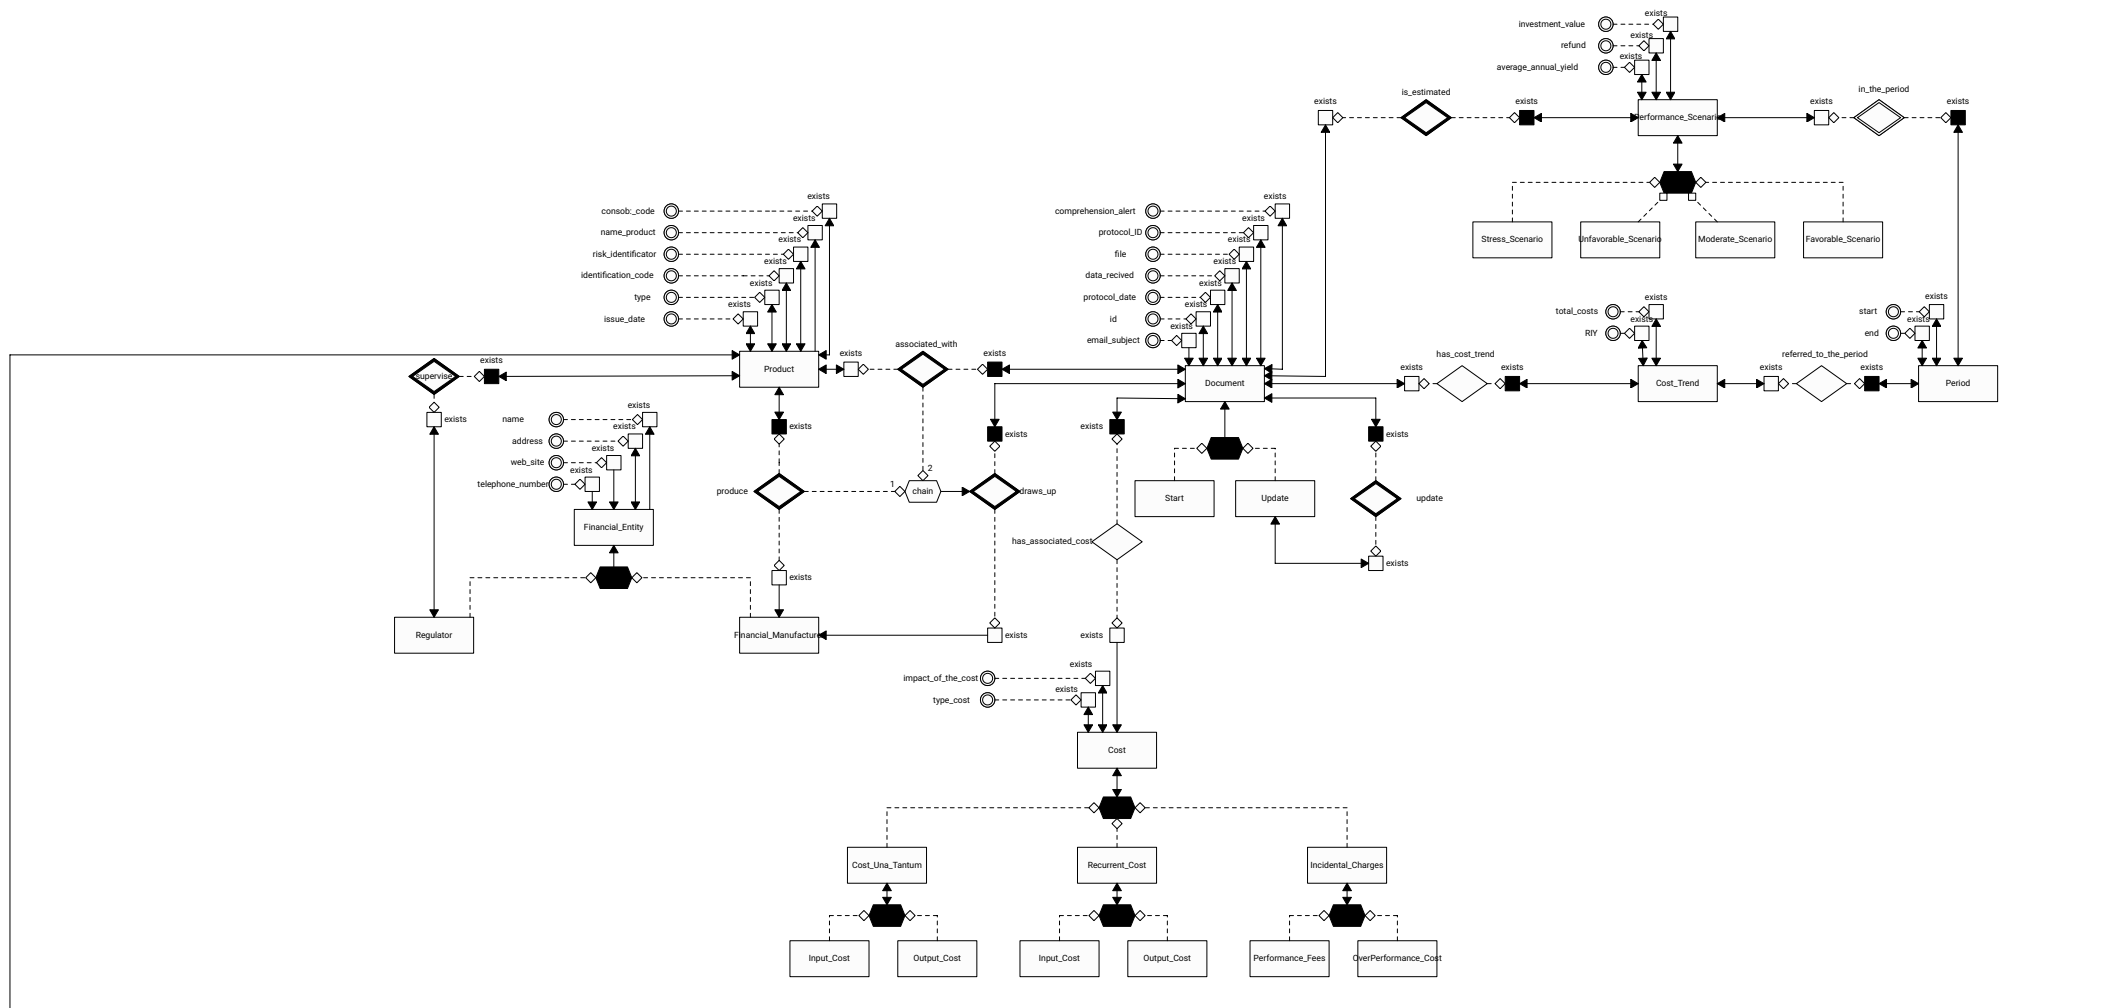 investment_value
exists
refund
exists
average_annual_yield
exists
is_estimated
in_the_period
exists
exists
exists
exists
Performance_Scenario
Stress_Scenario
Unfavorable_Scenario
Moderate_Scenario
Favorable_Scenario
consob:_code
exists
name_product
exists
risk_identificator
exists
identification_code
exists
type
exists
issue_date
exists
comprehension_alert
exists
protocol_ID
exists
file
exists
data_recived
exists
protocol_date
exists
id
exists
email_subject
exists
total_costs
exists
RIY
exists
start
exists
end
exists
supervise
exists
exists
Product
exists
associated_with
exists
Document
exists
has_cost_trend
exists
Cost_Trend
exists
referred_to_the_period
exists
Period
name
exists
address
exists
web_site
exists
telephone_number
exists
Financial_Entity
exists
exists
exists
exists
produce
1
2
chain
draws_up
Start
Update
update
has_associated_cost
exists
exists
Regulator
Financial_Manufacture
exists
exists
impact_of_the_cost
exists
type_cost
exists
Cost
Cost_Una_Tantum
Recurrent_Cost
Incidental_Charges
Input_Cost
Output_Cost
Input_Cost
Output_Cost
Performance_Fees
OverPerformance_Cost